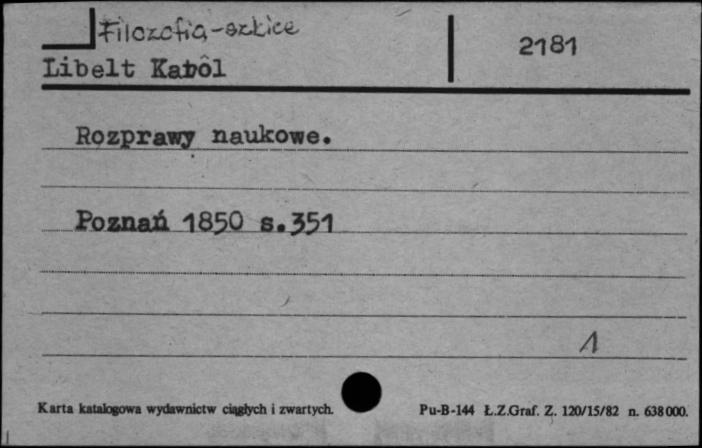 Filozofia-szkice
2181
Libelt Karol
Rozprawy naukowe.
Poznań 1850 s.351
1
Karta katalogowa wydawnictw ciągłych i zwartych.
Pu-B-144 Ł.Z.Graf. Z. 120/15/82 n. 638000.